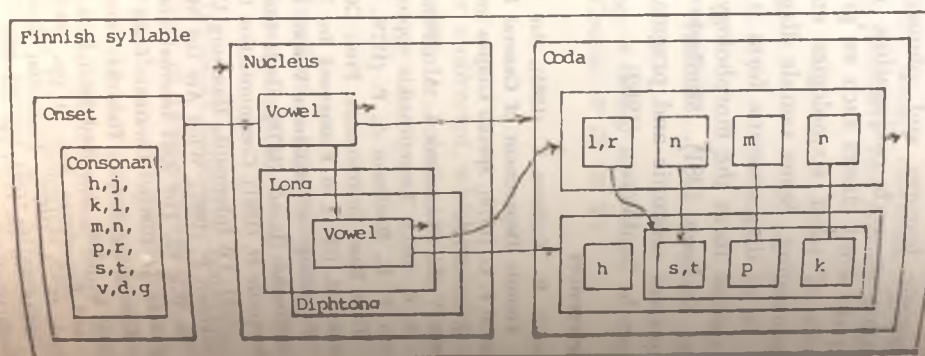 Finnish syllable
Onset
Consonant
h,j,
k,l,
m,n,
p,r,
s,t,
v,d,g
Nucleus
Vowel
Long
Vowel
Diphtong
Coda
l,r n m n
h s,t p k